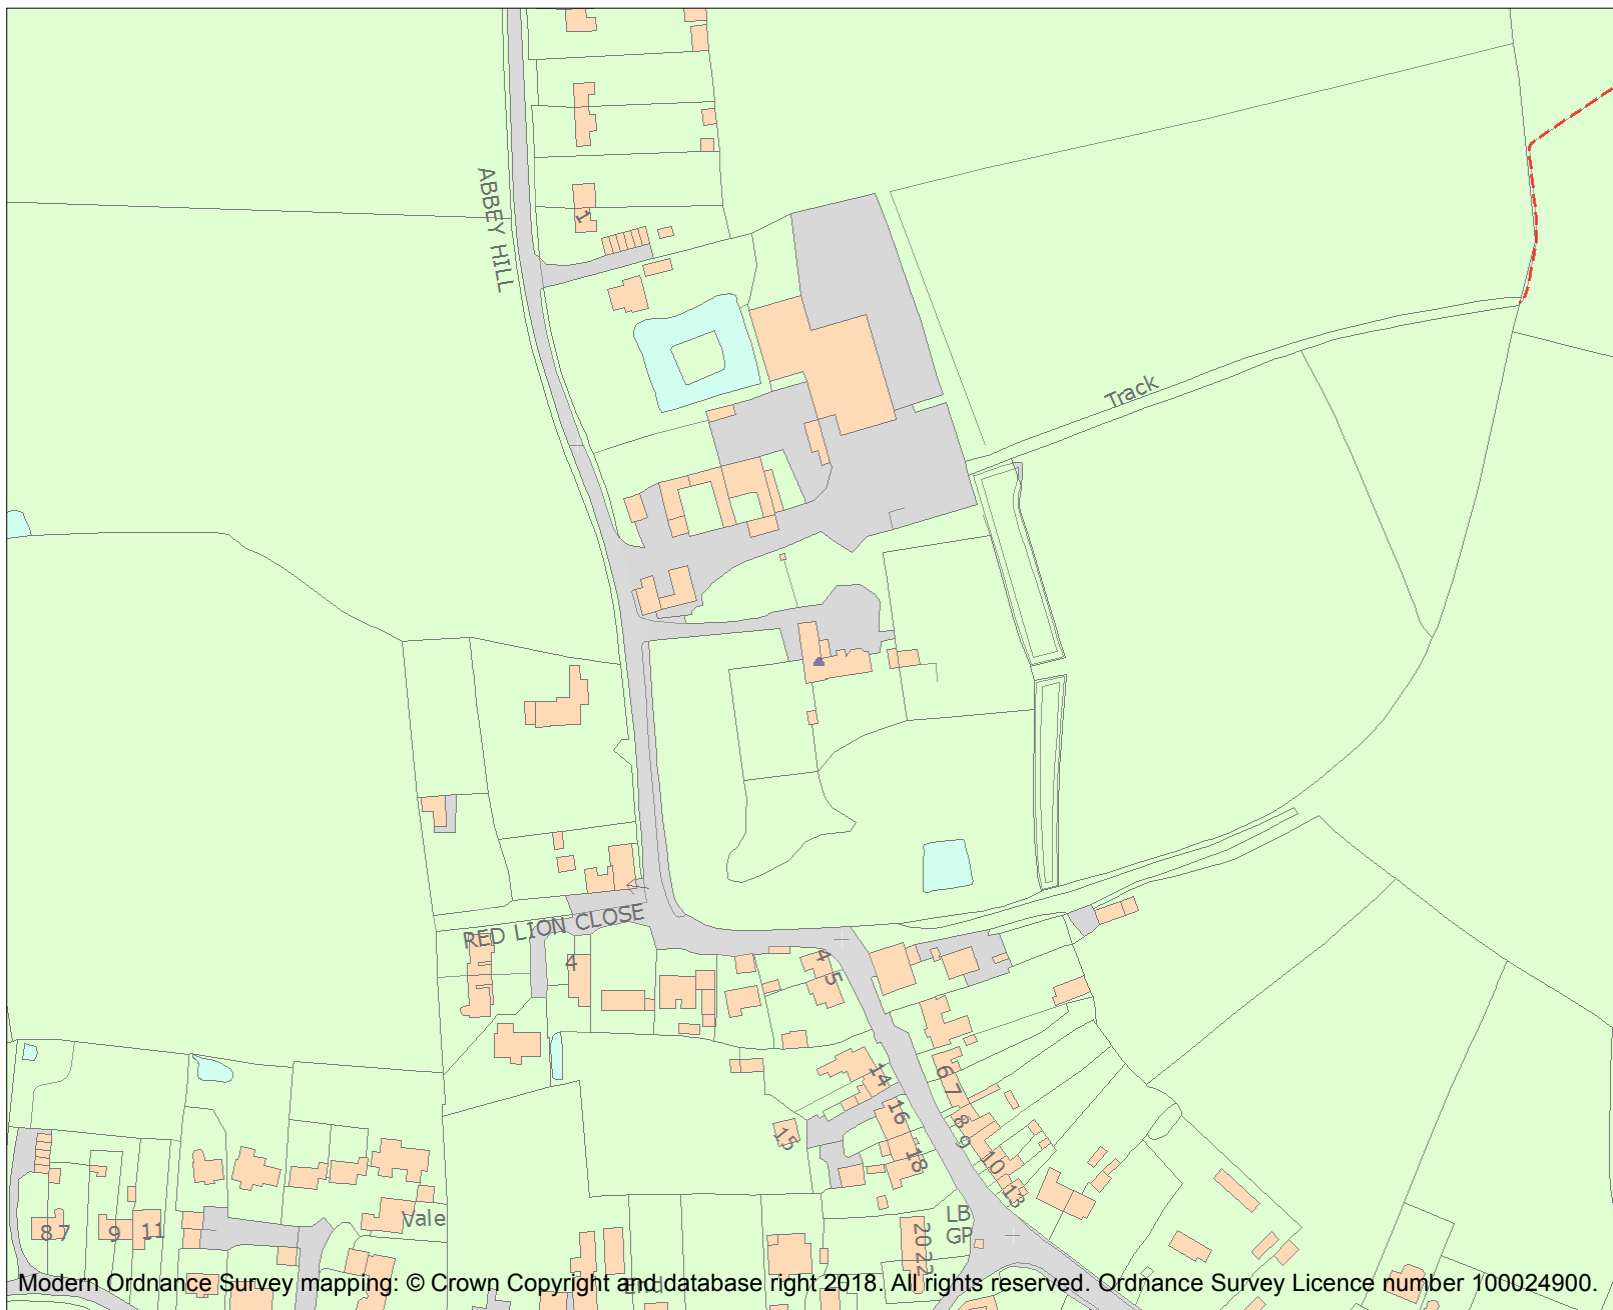 ABBEY HILL
1
Track
RED LION CLOSE
4
4
5
14
6
7
16
8
9
15
18
10
13
Vale
LB
GP
8 7
9
11
20
22
End
Modern Ordnance Survey mapping: © Crown Copyright and database right 2018. All rights reserved. Ordnance Survey Licence number 100024900.